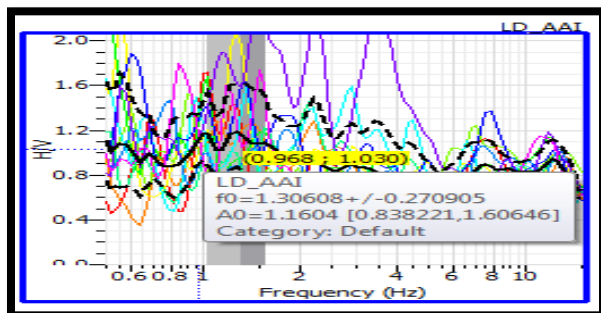 LD_AAI
2.0
1.6
1.2
0.8
0.4
0.0
H/V
(0.968 ; 1.030)
LD_AAI
f0=1.30608+/-0.270905
A0=1.1604 [0.838221,1.60646]
Category: Default
0.6 0.8 1 2 4 6 8 10
Frequency (Hz)